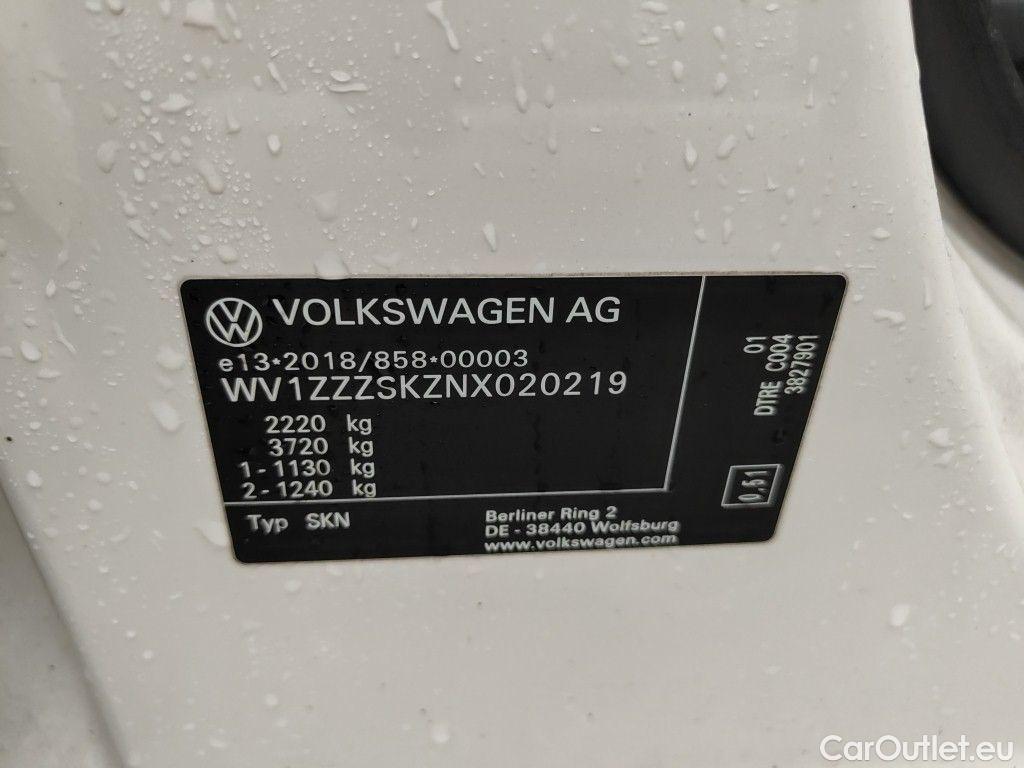 VOLKSWAGEN AG
e13*2018/858*00003
WV1ZZZSKZNX020219
2220 kg
3720 kg
1 - 1130 kg
2 - 1240 kg
Typ SKN
Berliner Ring 2
DE - 38440 Wolfsburg
www.volkswagen.com
01
DTRE C004
3827901
0.61
CarOutlet.eu